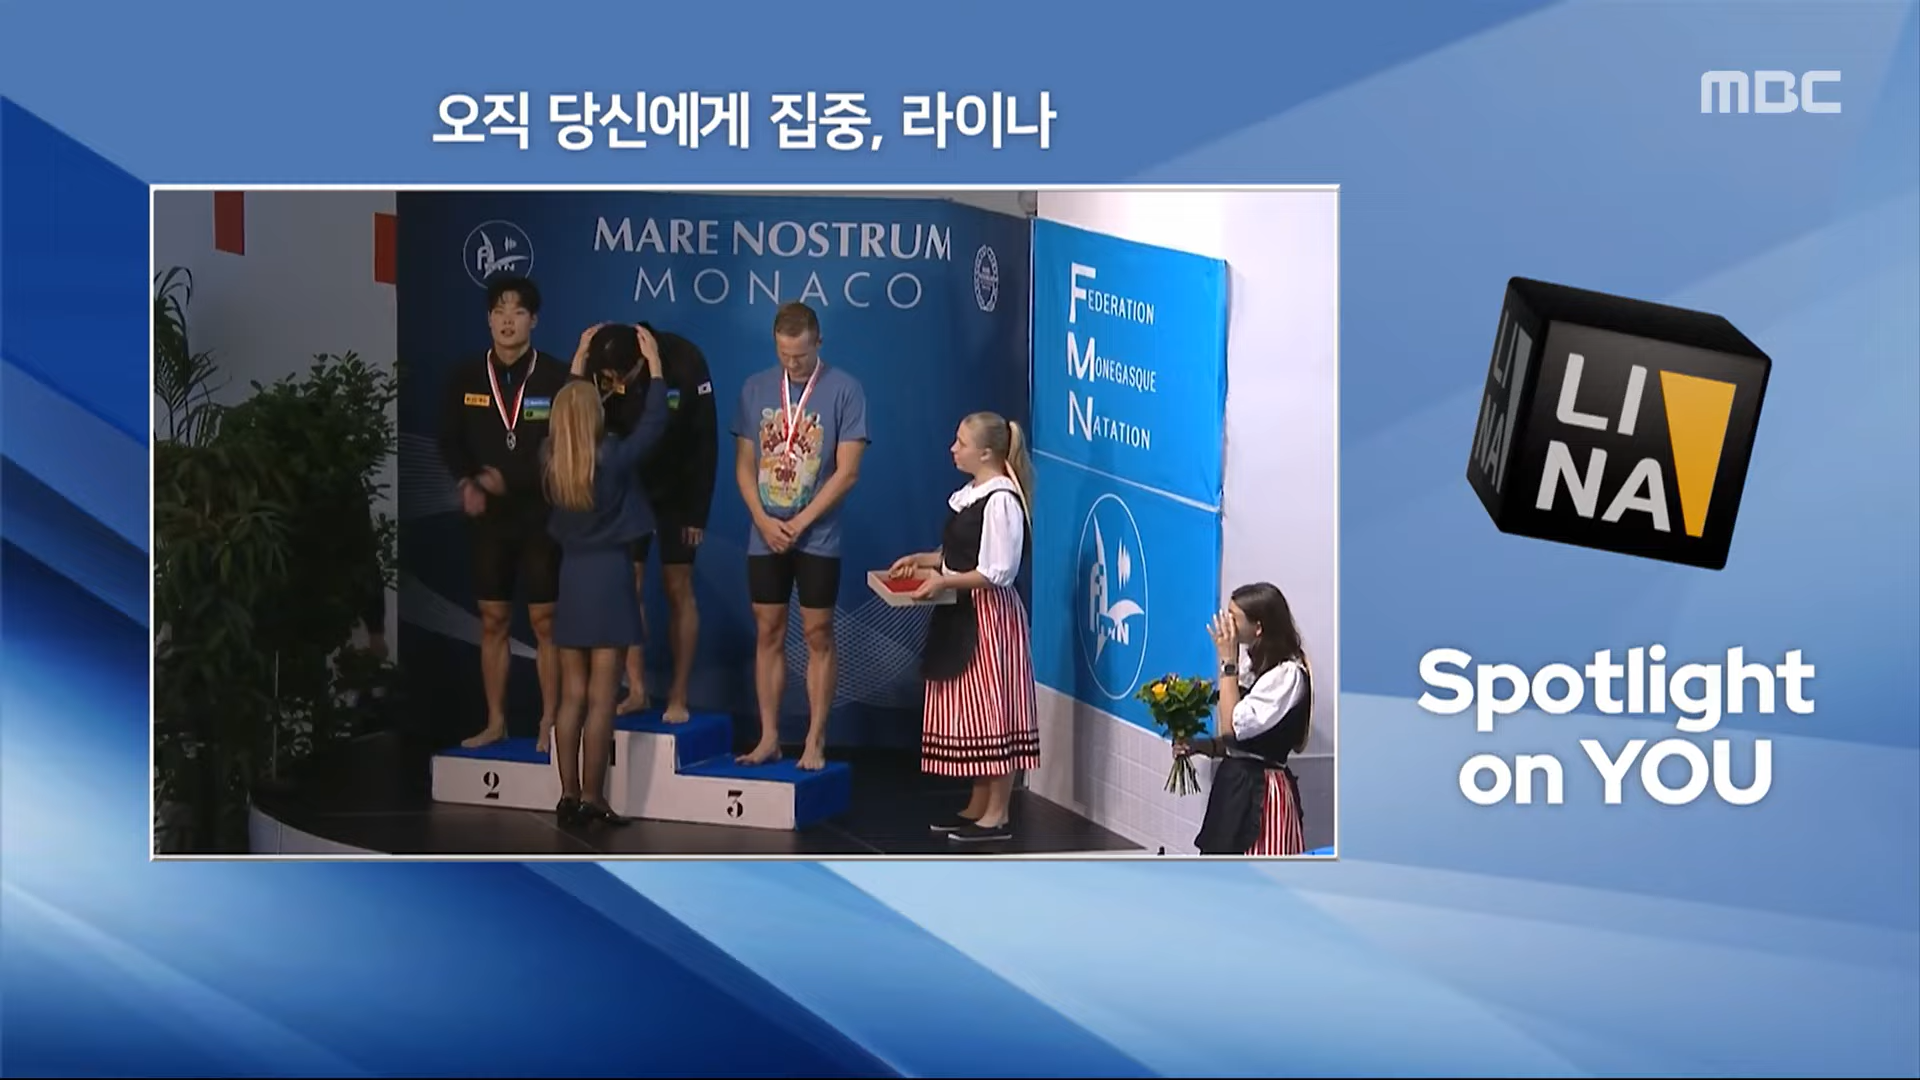 오직 당신에게 집중, 라이나
MBC
MARE NOSTRUM
MONACO
FEDERATION
MONEGASQUE
NATATION
LI
NA
LI
NA
Spotlight
on YOU
2
3